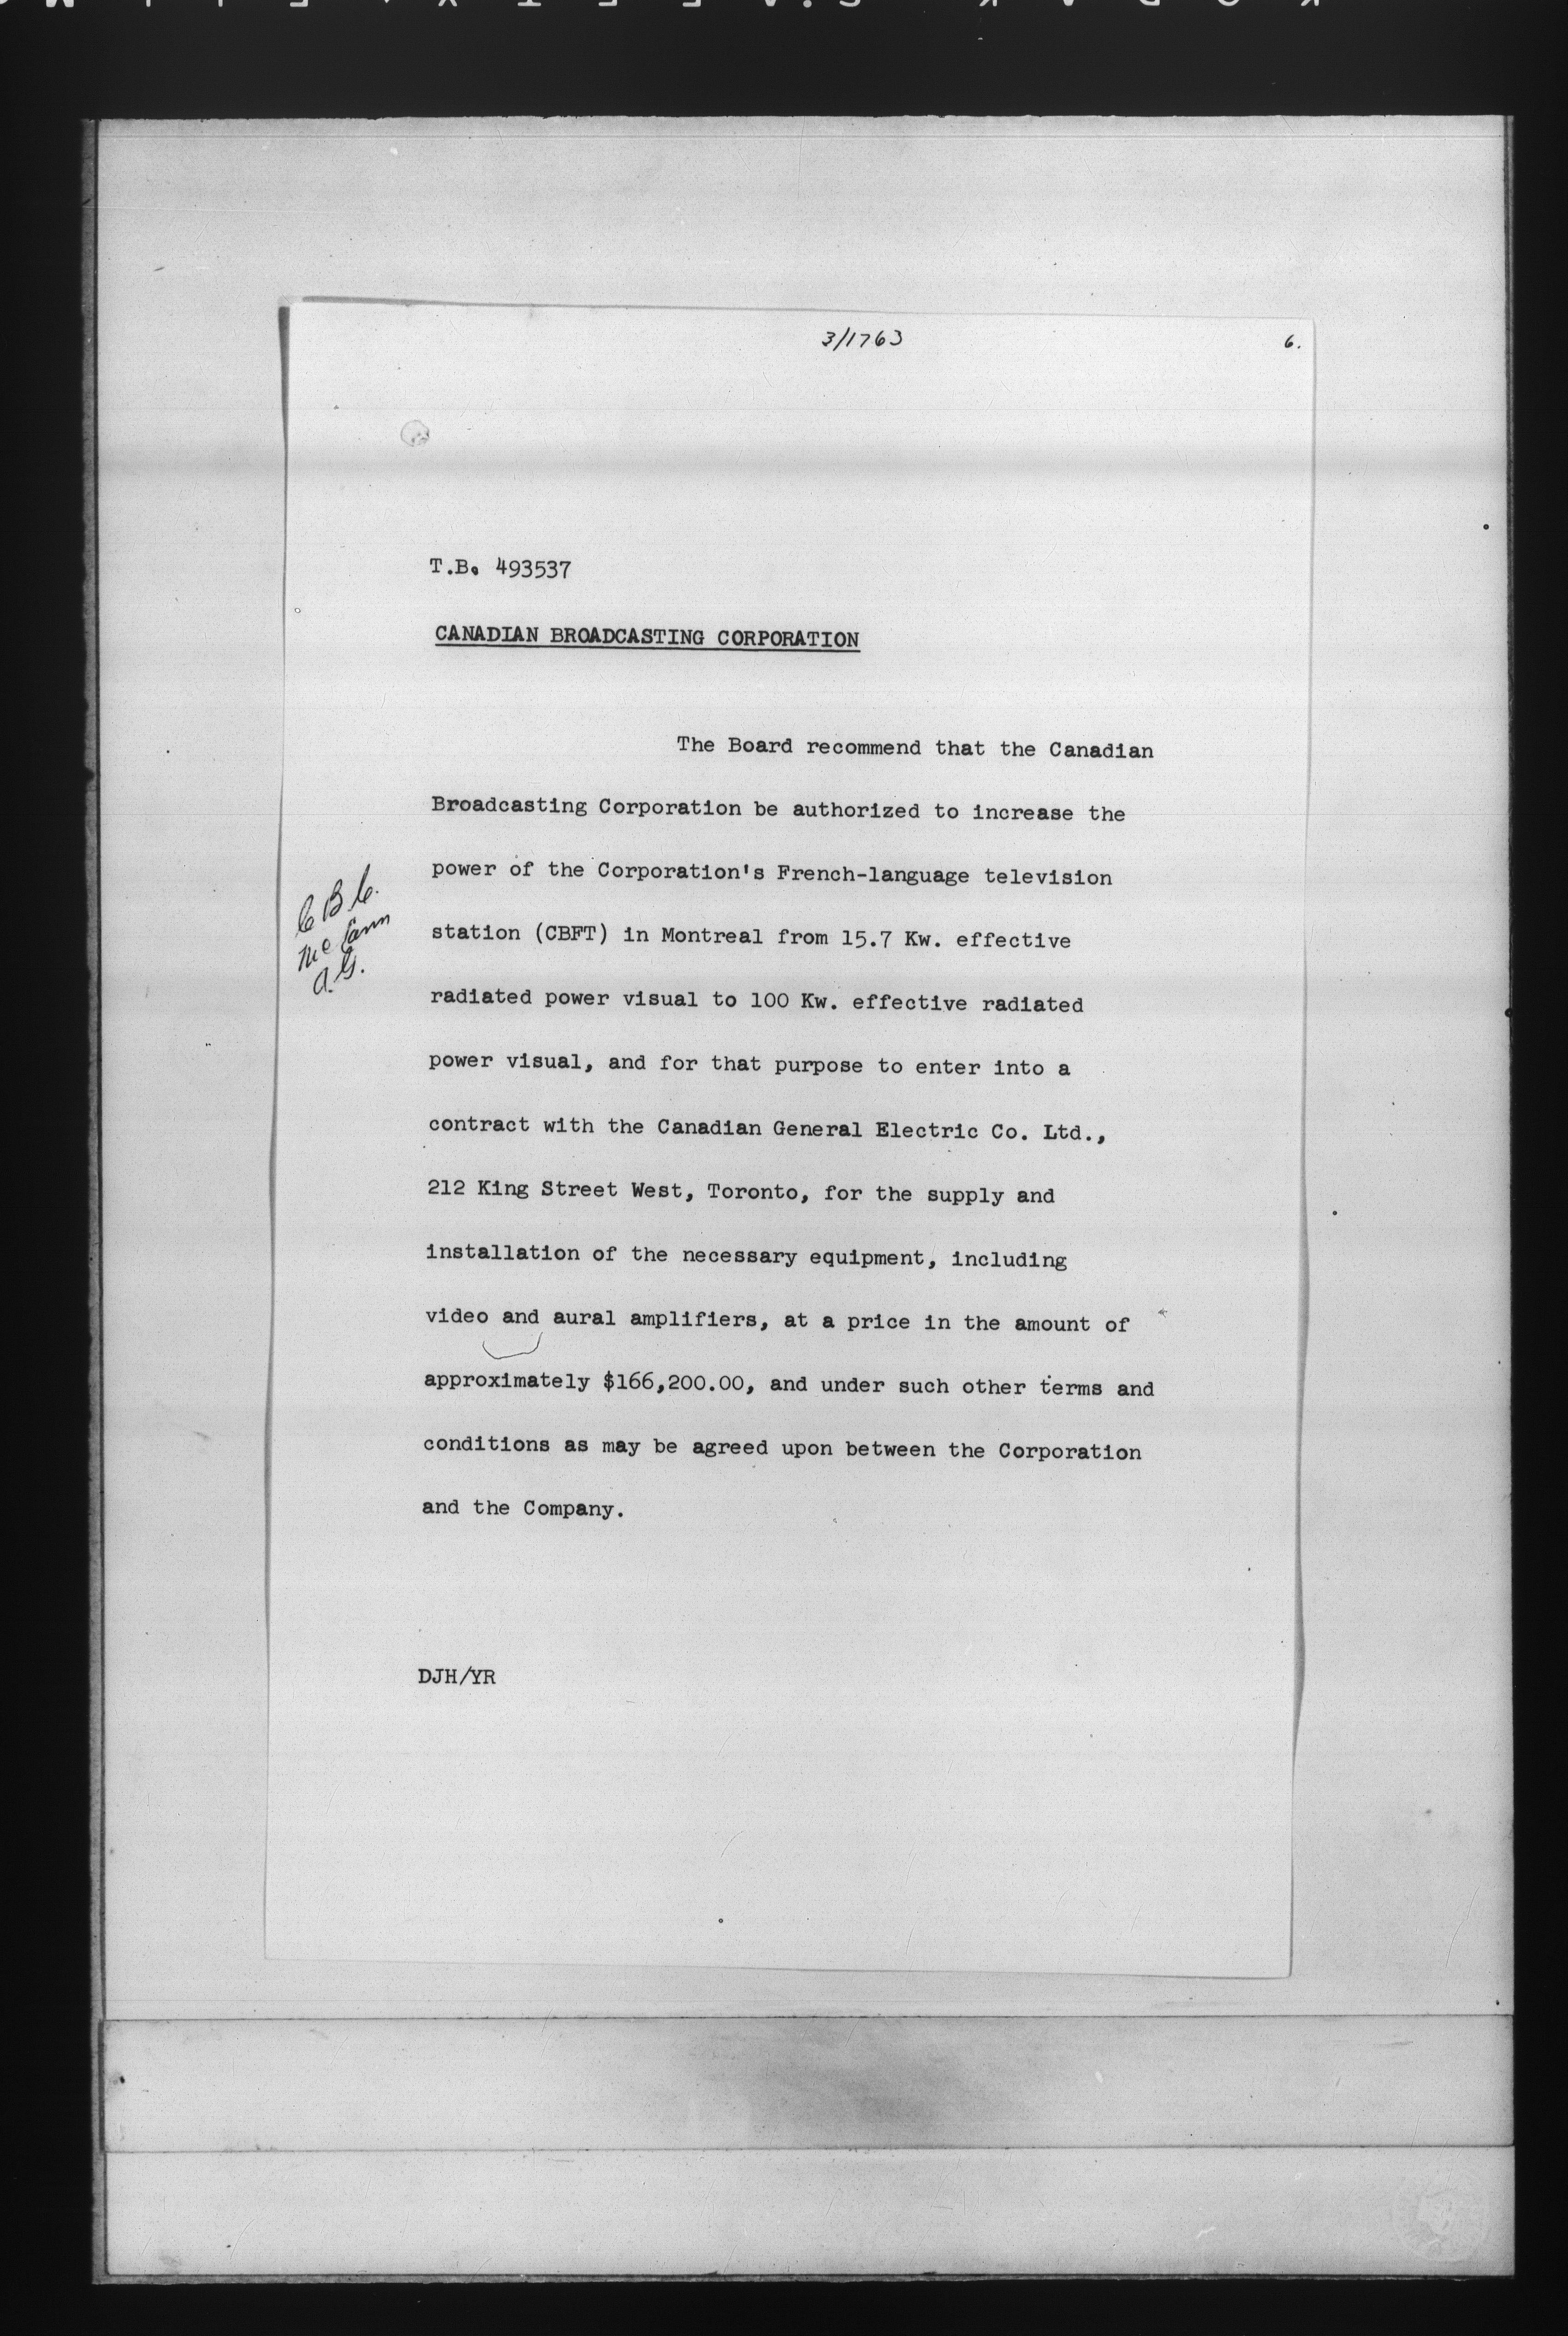 3/1763
6.
T.B. 493537
CANADIAN BROADCASTING CORPORATION
The Board recommend that the Canadian
Broadcasting Corporation be authorized to increase the
power of the Corporation's French-language television
station (CBFT) in Montreal from 15.7 Kw. effective
radiated power visual to 100 Kw. effective radiated
power visual, and for that purpose to enter into a
contract with the Canadian General Electric Co. Ltd.,
212 King Street West, Toronto, for the supply and
installation of the necessary equipment, including
video and aural amplifiers, at a price in the amount of
approximately $166,200.00, and under such other terms and
conditions as may be agreed upon between the Corporation
and the Company.
C B C.
McCann
A.G.
DJH/YR